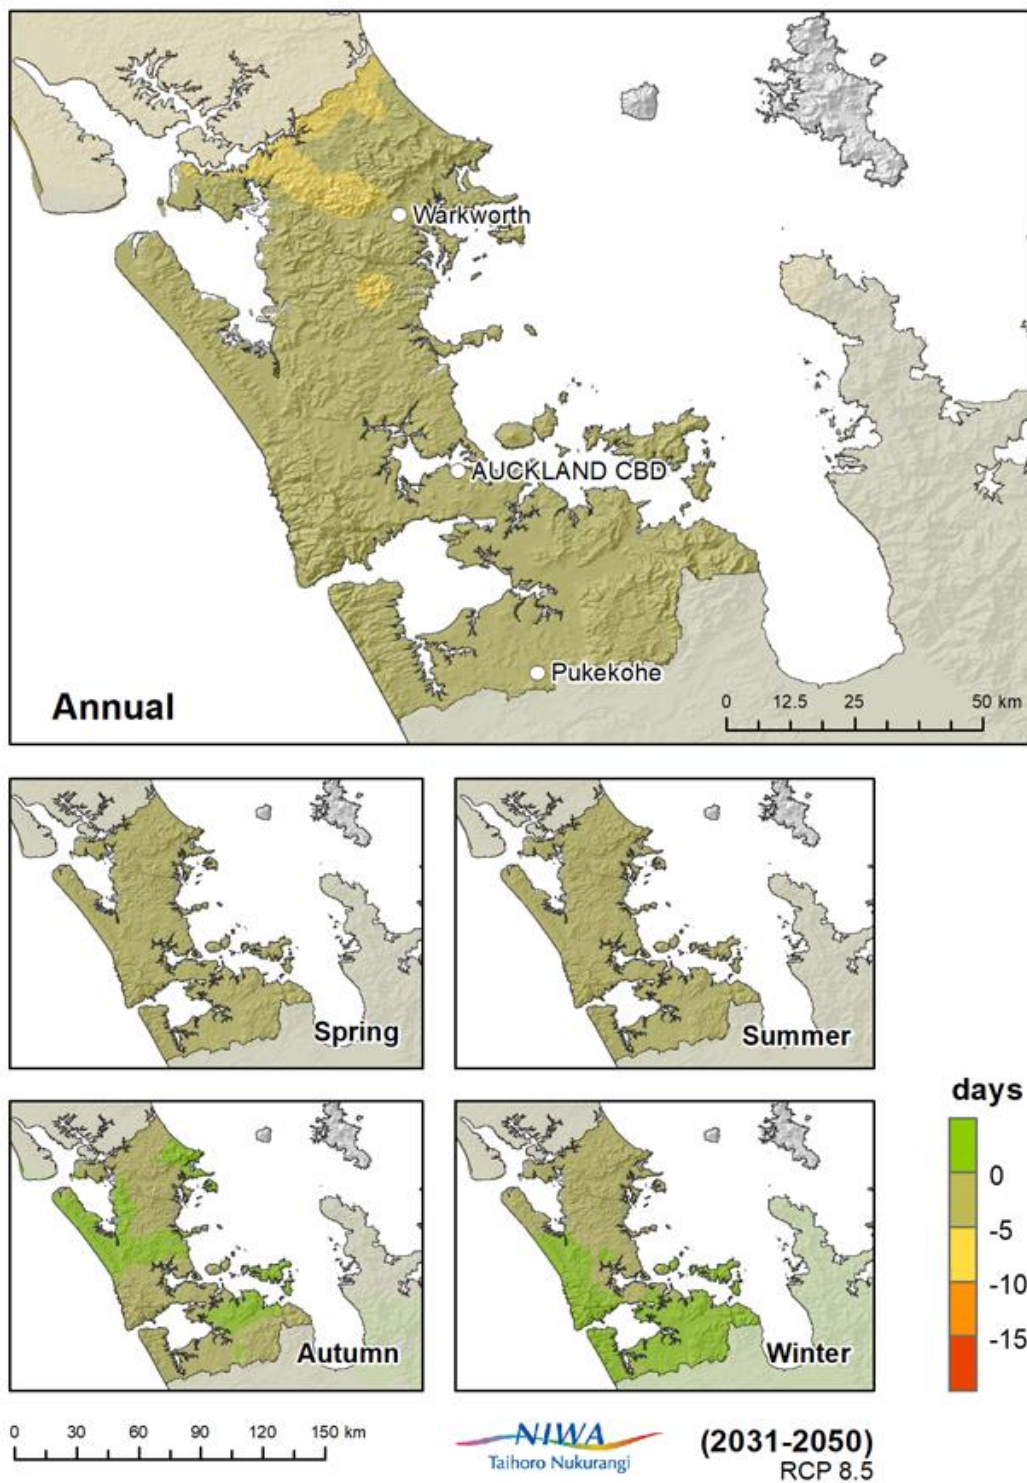 Warkworth
AUCKLAND CBD
Pukekohe
Annual
0 12.5 25 50 km
Spring
Summer
Autumn
Winter
days
0
-5
-10
-15
0 30 60 90 120 150 km
NIWA
Taihoro Nukurangi
(2031-2050)
RCP 8.5